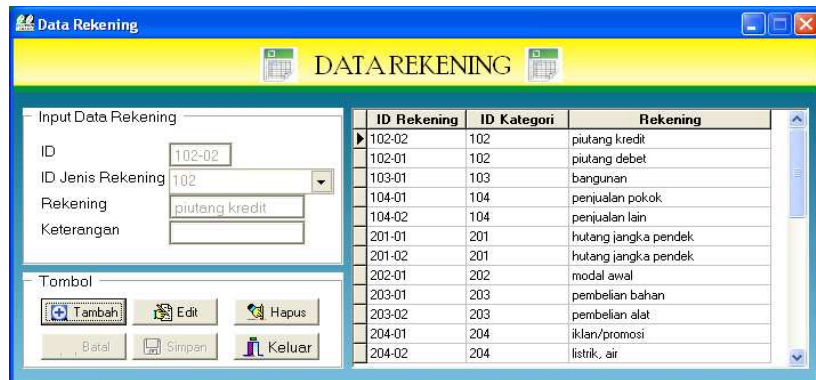 Data Rekening
DATA REKENING
Input Data Rekening
ID 102-02
ID Jenis Rekening 102
Rekening piutang kredit
Keterangan
Tombol
Tambah Edit Hapus
Batal Simpan Keluar
ID Rekening ID Kategori Rekening
102-02 102 piutang kredit
102-01 102 piutang debet
103-01 103 bangunan
104-01 104 penjualan pokok
104-02 104 penjualan lain
201-01 201 hutang jangka pendek
201-02 201 hutang jangka pendek
202-01 202 modal awal
203-01 203 pembelian bahan
203-02 203 pembelian alat
204-01 204 iklan/promosi
204-02 204 listrik, air